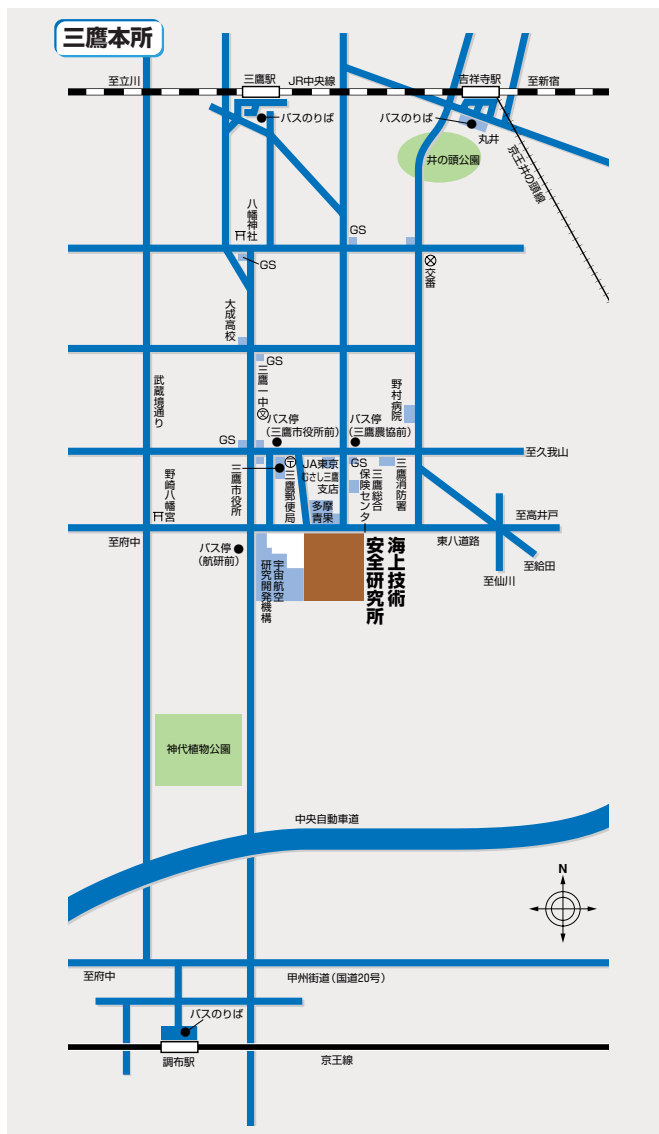 三鷹本所
至立川
三鷹駅
JR中央線
吉祥寺駅
至新宿
バスのりば
バスのりば
丸井
井の頭公園
京王井の頭線
八幡神社
GS
GS
交番
大成高校
GS
三鷹一中
文
武蔵境通り
野村病院
バス停
(三鷹市役所前)
バス停
(三鷹農協前)
GS
至久我山
野崎八幡宮
三鷹市役所
〒
三鷹郵便局
JA東京
むさし三鷹
支店
GS
三鷹総合
保険センター
三鷹消防署
多摩
青果
至高井戸
至府中
東八道路
至給田
至仙川
バス停
(航研前)
宇宙航空
研究開発機構
海上技術
安全研究所
神代植物公園
中央自動車道
N
至府中
甲州街道(国道20号)
バスのりば
調布駅
京王線